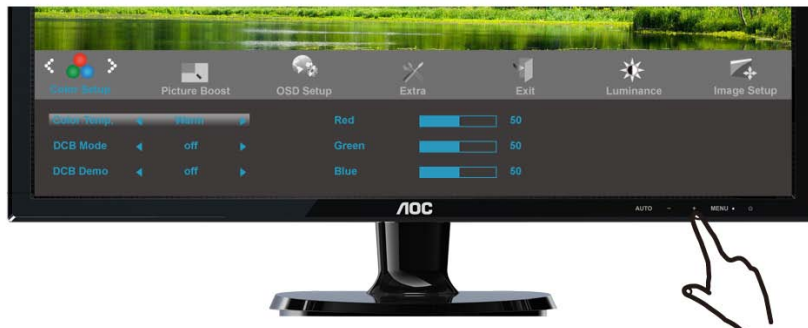 Color Setup Picture Boost OSD Setup Extra Exit Luminance Image Setup
Color Temp. Warm Red 50
DCB Mode off Green 50
DCB Demo off Blue 50
AOC
AUTO - + MENU